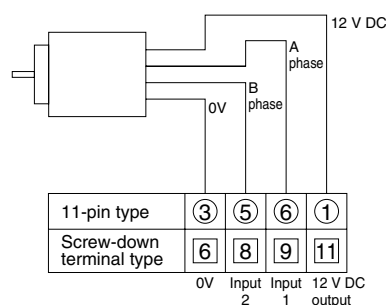 12 V DC
A
phase
B
phase
0V
11-pin type 3 5 6 1
Screw-down
terminal type 6 8 9 11
0V Input Input 12 V DC
2 1 output